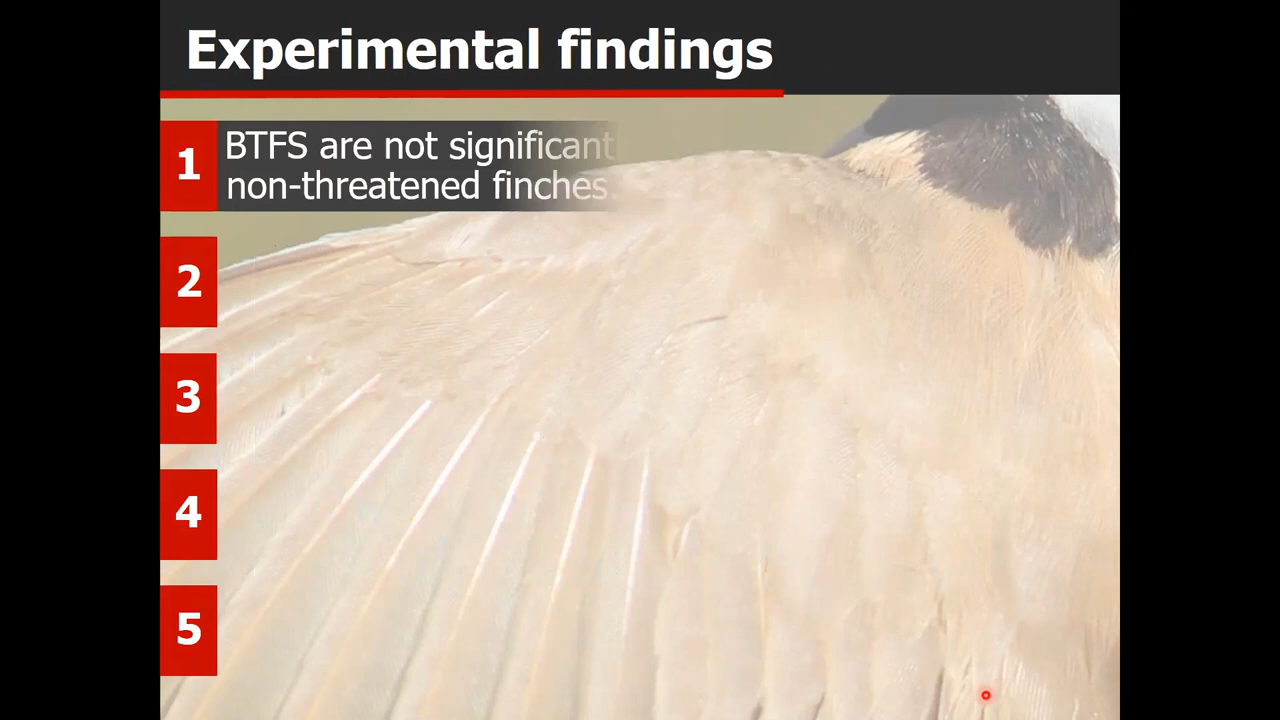 Experimental findings
1
BTFS are not significant
non-threatened finches.
2
3
4
5